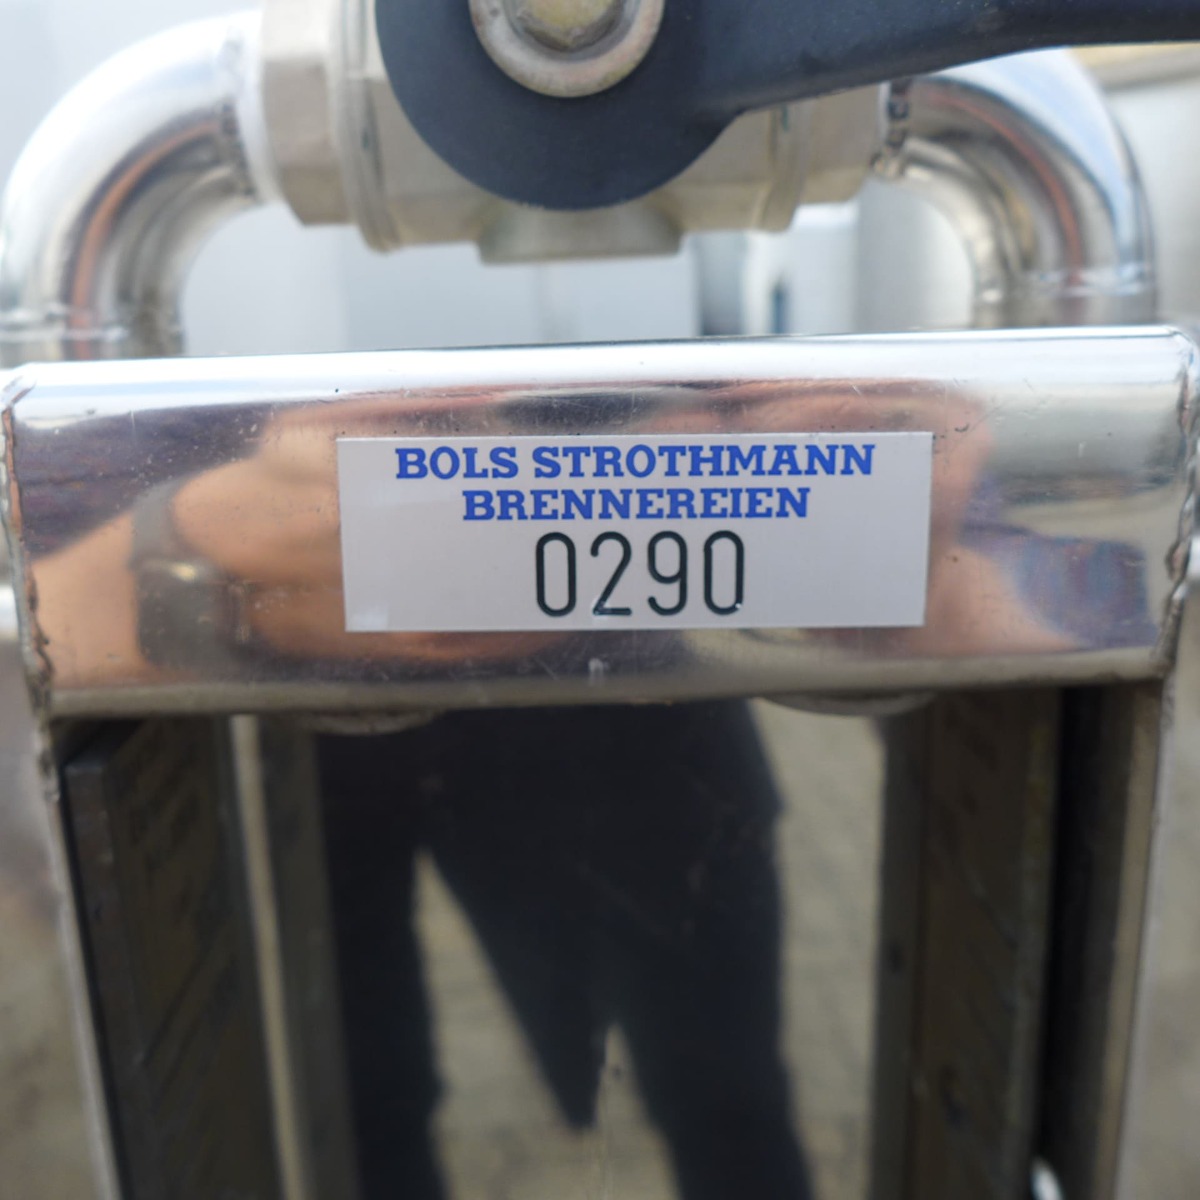 BOLS STROTHMANN
BRENNEREIEN
0290